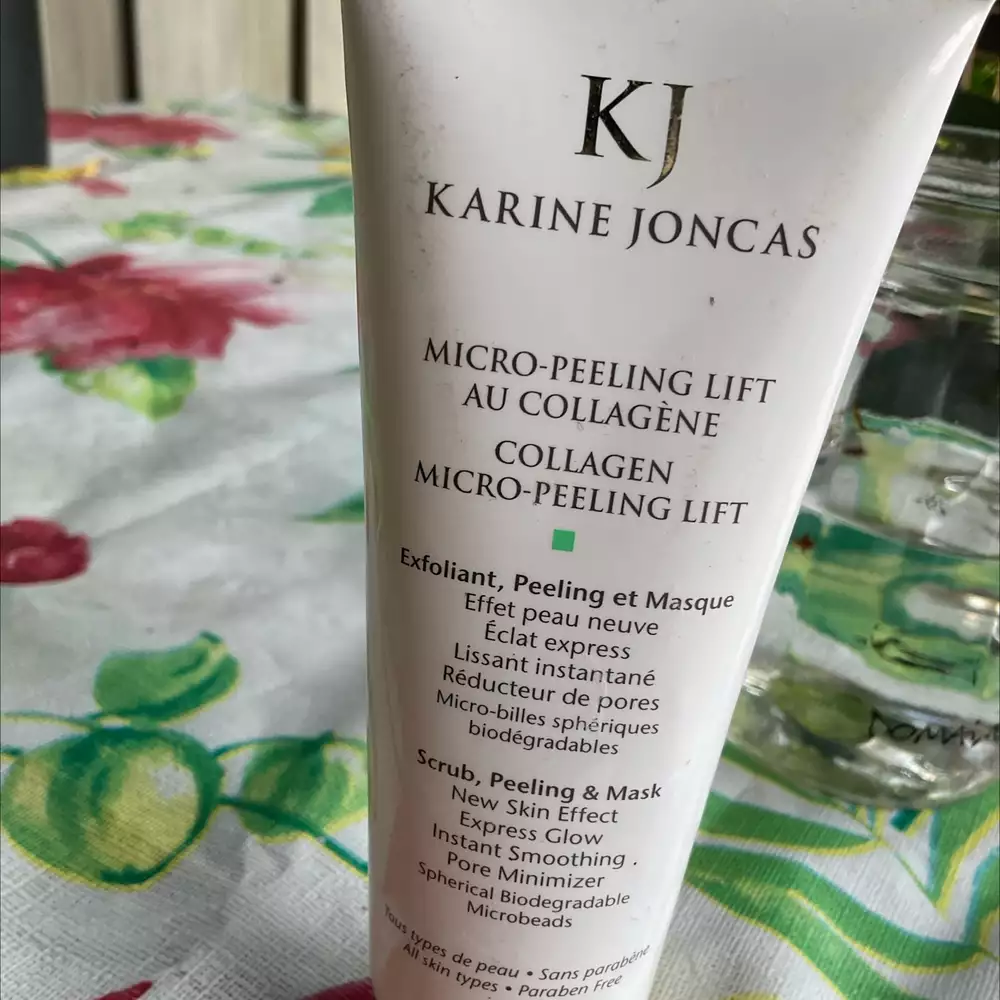 KJ
KARINE JONCAS
MICRO-PEELING LIFT
AU COLLAGÈNE
COLLAGEN
MICRO-PEELING LIFT
Exfoliant, Peeling et Masque
Effet peau neuve
Éclat express
Lissant instantané
Réducteur de pores
Micro-billes sphériques
biodégradables
Scrub, Peeling & Mask
New Skin Effect
Express Glow
Instant Smoothing .
Pore Minimizer
Spherical Biodegradable
Microbeads
Tous types de peau • Sans parabène
All skin types • Paraben Free